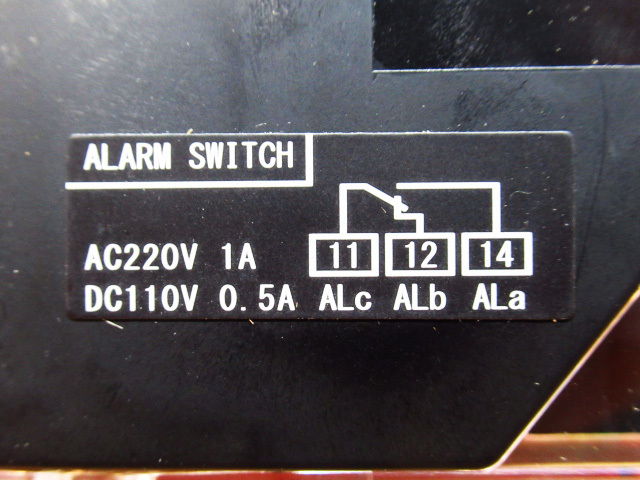 ALARM SWITCH
11 12 14
AC220V 1A
DC110V 0.5A ALc ALb ALa